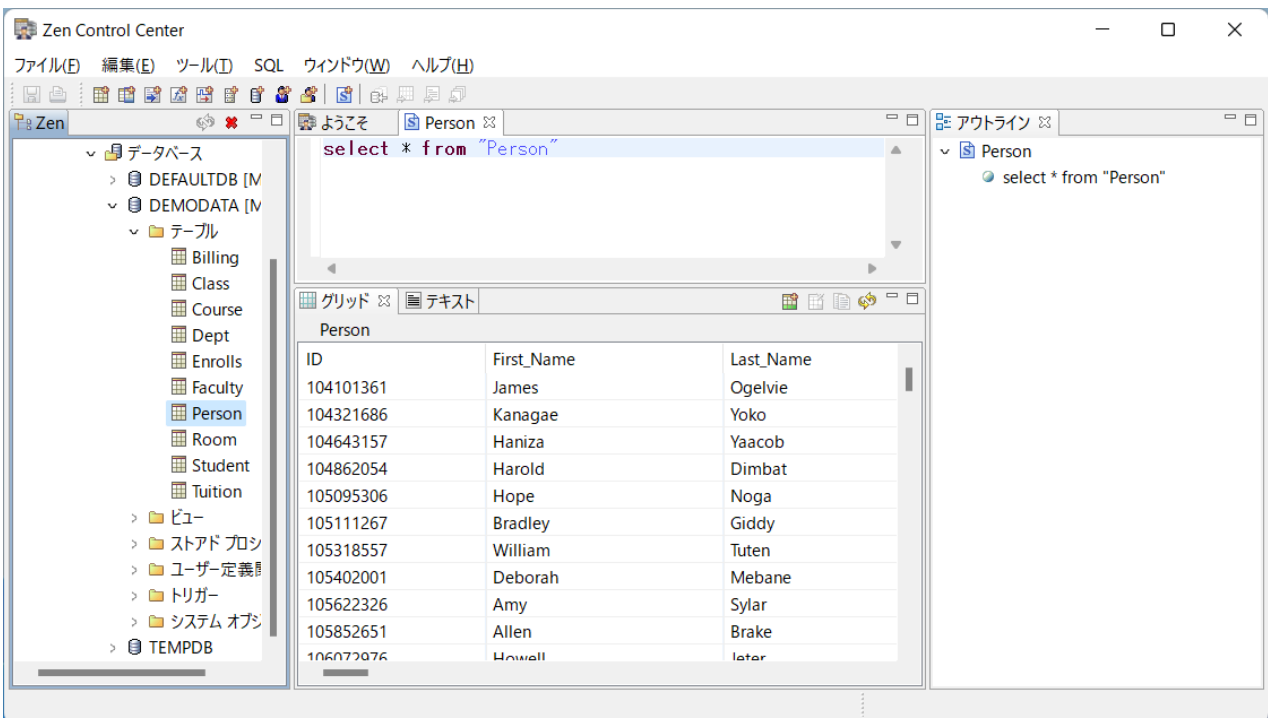 Zen Control Center
ファイル(F) 編集(E) ツール(T) SQL ウィンドウ(W) ヘルプ(H)
Zen
データベース
DEFAULTDB [M
DEMODATA [M
テーブル
Billing
Class
Course
Dept
Enrolls
Faculty
Person
Room
Student
Tuition
ビュー
ストアド プロシ
ユーザー定義関
トリガー
システム オブジ
TEMPDB
ようこそ Person
select * from "Person"
グリッド テキスト
Person
ID First_Name Last_Name
104101361 James Ogelvie
104321686 Kanagae Yoko
104643157 Haniza Yaacob
104862054 Harold Dimbat
105095306 Hope Noga
105111267 Bradley Giddy
105318557 William Tuten
105402001 Deborah Mebane
105622326 Amy Sylar
105852651 Allen Brake
106072976 Howell Jeter
アウトライン
Person
select * from "Person"